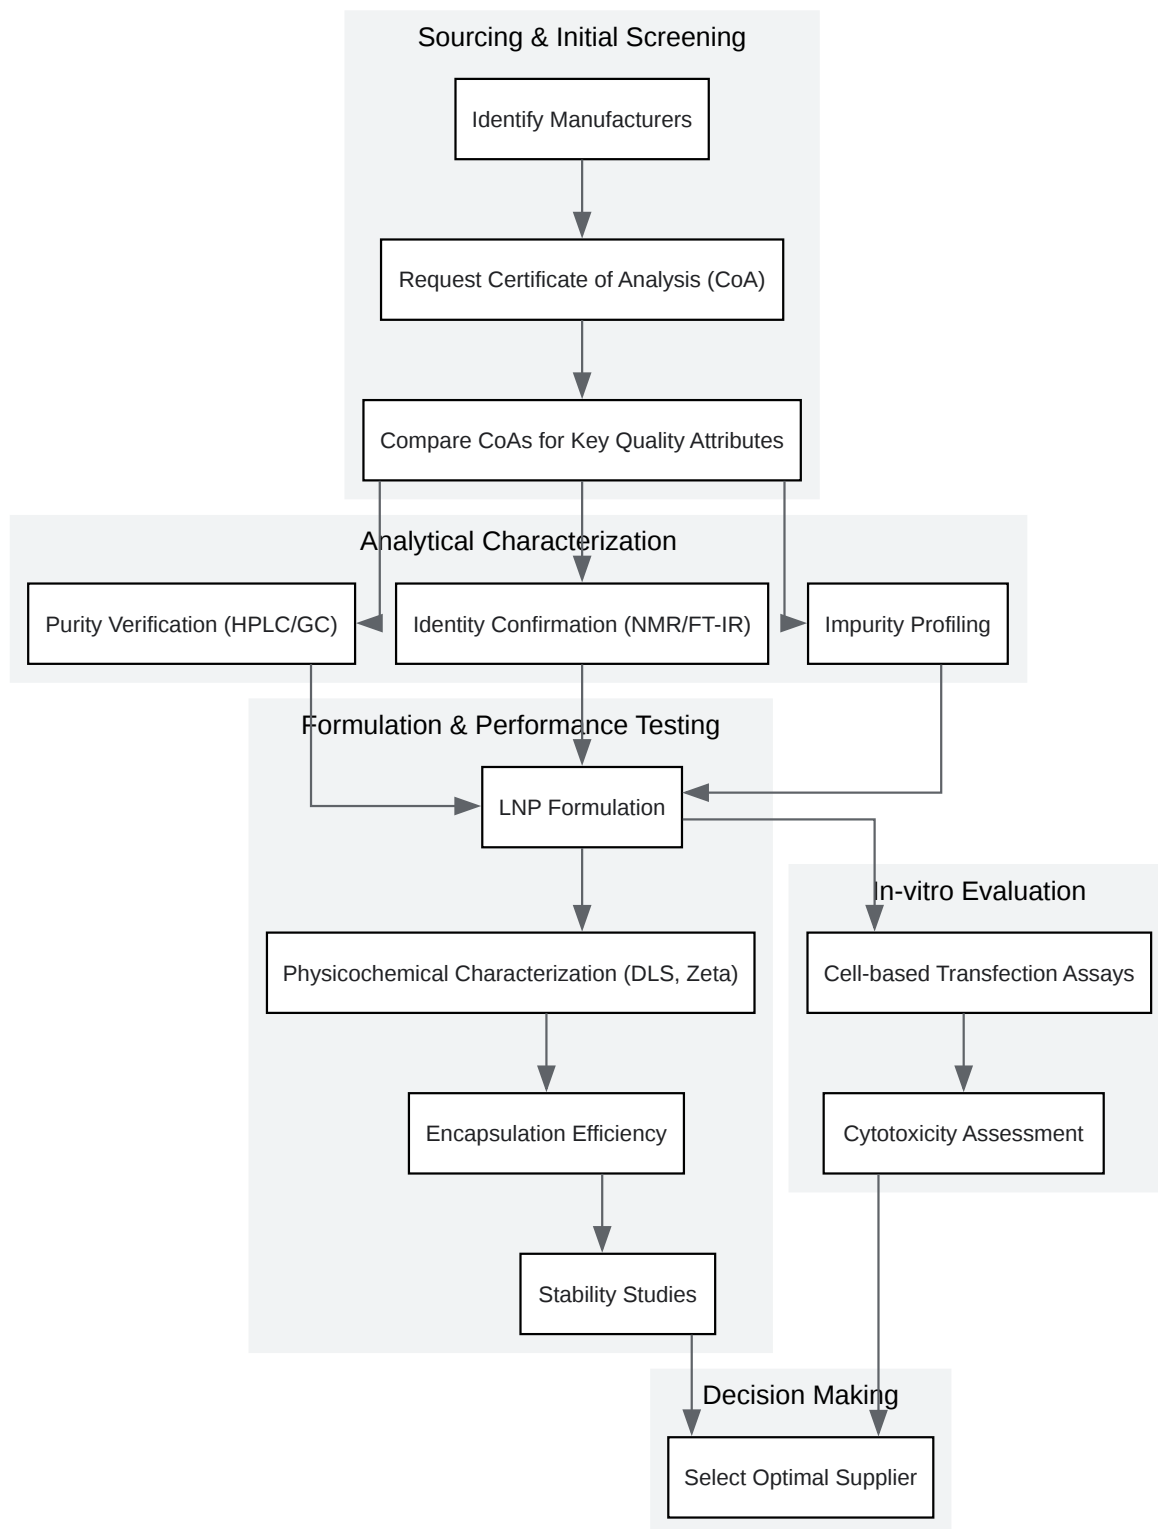 Sourcing & Initial Screening
Identify Manufacturers
Request Certificate of Analysis (CoA)
Compare CoAs for Key Quality Attributes
Analytical Characterization
Purity Verification (HPLC/GC)
Identity Confirmation (NMR/FT-IR)
Impurity Profiling
Formulation & Performance Testing
LNP Formulation
In-vitro Evaluation
Physicochemical Characterization (DLS, Zeta)
Cell-based Transfection Assays
Encapsulation Efficiency
Cytotoxicity Assessment
Stability Studies
Decision Making
Select Optimal Supplier